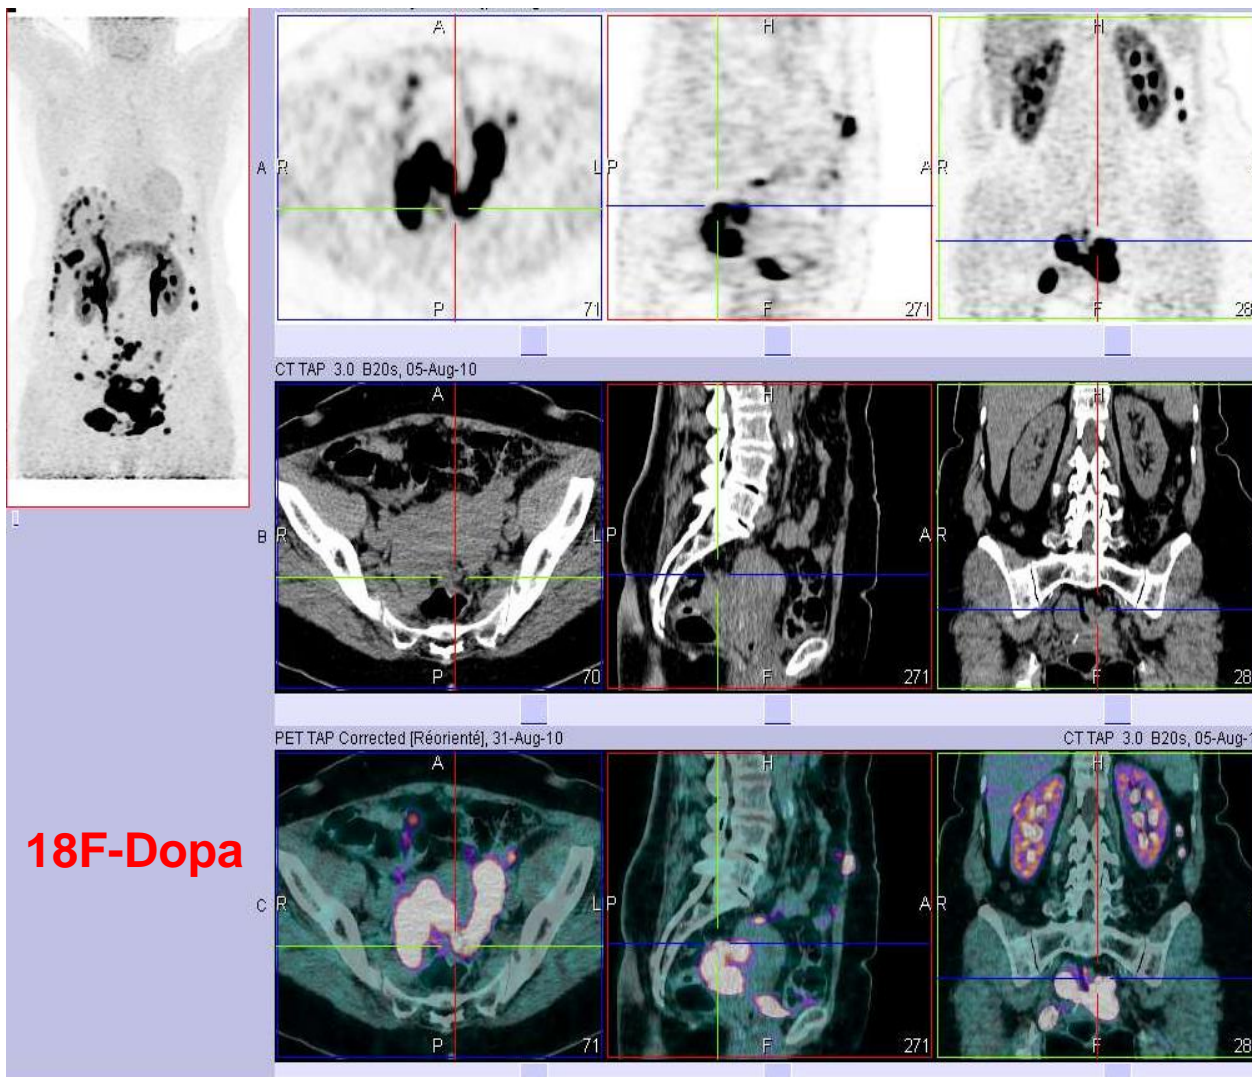 A
H
H
A
R
L
P
A
R
P
71
F
271
F
28
CT TAP 3.0 B20s, 05-Aug-10
A
H
H
B
R
L
P
A
R
P
70
F
271
F
28
PET TAP Corrected [Réorienté], 31-Aug-10
CT TAP 3.0 B20s, 05-Aug-1
A
H
H
18F-Dopa
C
R
L
P
A
R
P
71
F
271
F
28